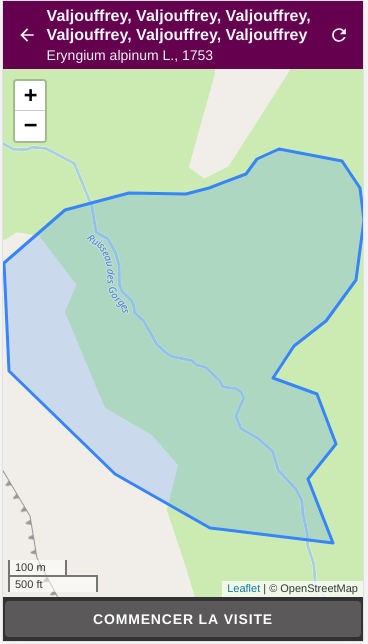 Valjouffrey, Valjouffrey, Valjouffrey,
Valjouffrey, Valjouffrey, Valjouffrey
Eryngium alpinum L., 1753
+
−
Ruisseau des Gorges
100 m
500 ft
Leaflet | © OpenStreetMap
COMMENCER LA VISITE